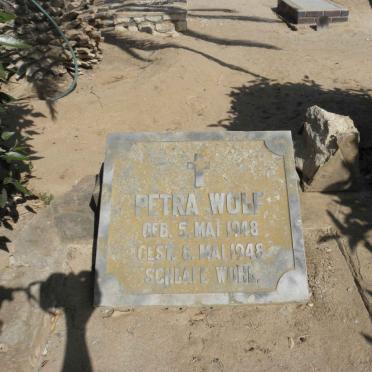 PETRA WOLF
GEB. 5. MAI 1948
GEST. 6. MAI 1948
SCHLAFE WOHL.